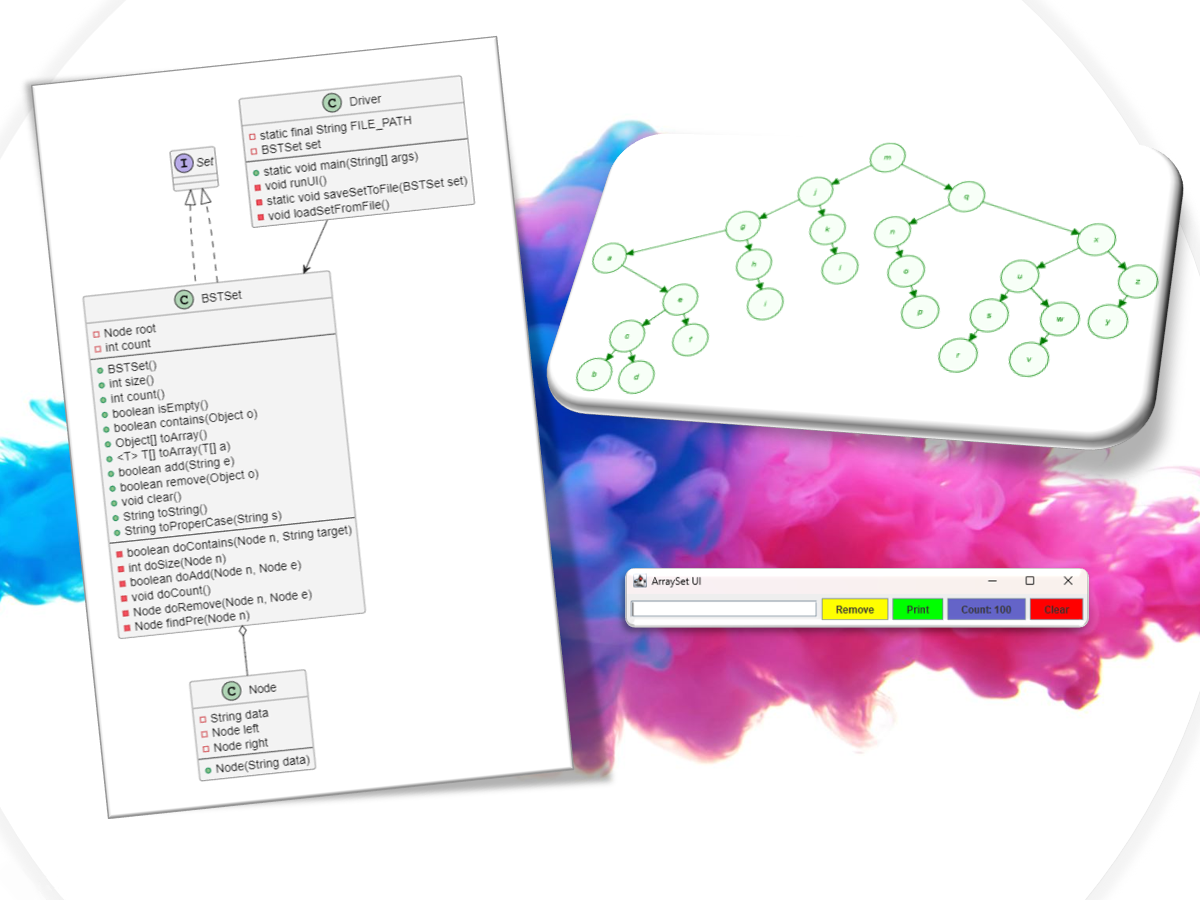 C Driver
static final String FILE_PATH
BSTSet set
static void main(String[] args)
void runUI()
static void saveSetToFile(BSTSet set)
void loadSetFromFile()
I Set
C BSTSet
Node root
int count
BSTSet()
int size()
int count()
boolean isEmpty()
boolean contains(Object o)
Object[] toArray()
<T> T[] toArray(T[] a)
boolean add(String e)
boolean remove(Object o)
void clear()
String toString()
String toProperCase(String s)
boolean doContains(Node n, String target)
int doSize(Node n)
boolean doAdd(Node n, Node e)
void doCount()
Node doRemove(Node n, Node e)
Node findPre(Node n)
C Node
String data
Node left
Node right
Node(String data)
m
j q
g k n x
a h l o u z
e i p s w y
c f r v
b d
ArraySet UI
Remove Print Count: 100 Clear